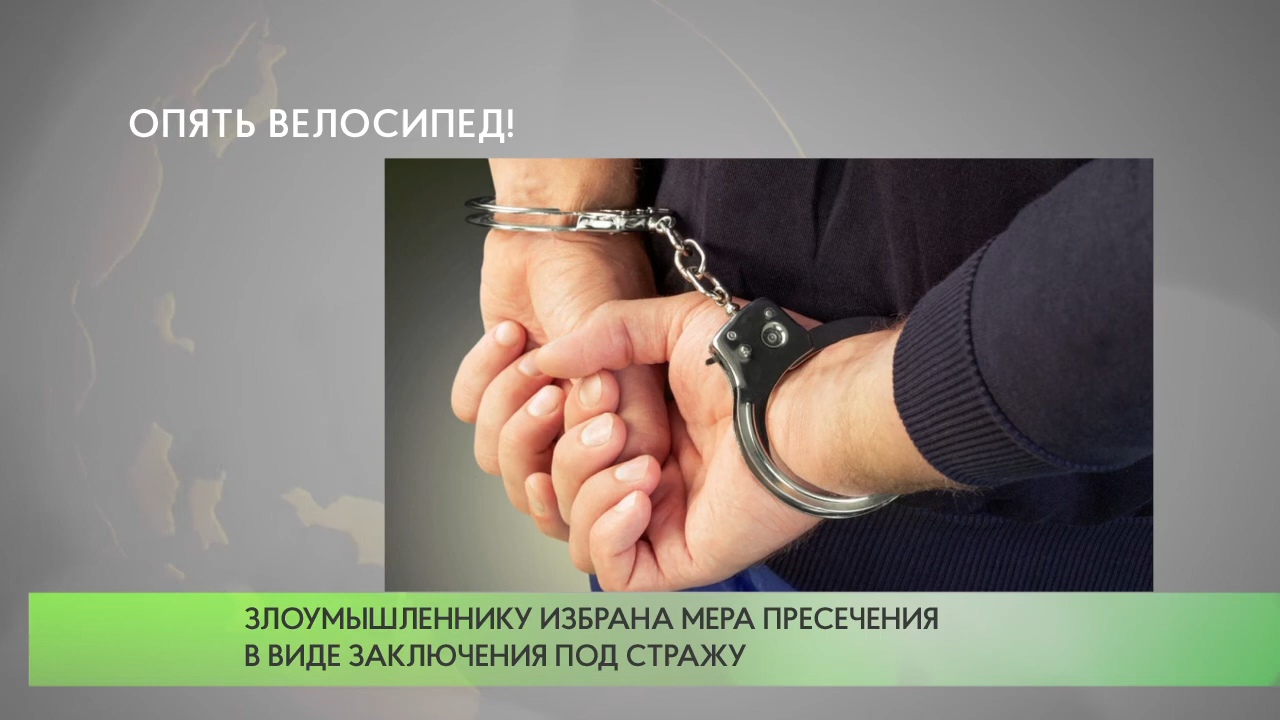 ОПЯТЬ ВЕЛОСИПЕД!
ЗЛОУМЫШЛЕННИКУ ИЗБРАНА МЕРА ПРЕСЕЧЕНИЯ
В ВИДЕ ЗАКЛЮЧЕНИЯ ПОД СТРАЖУ